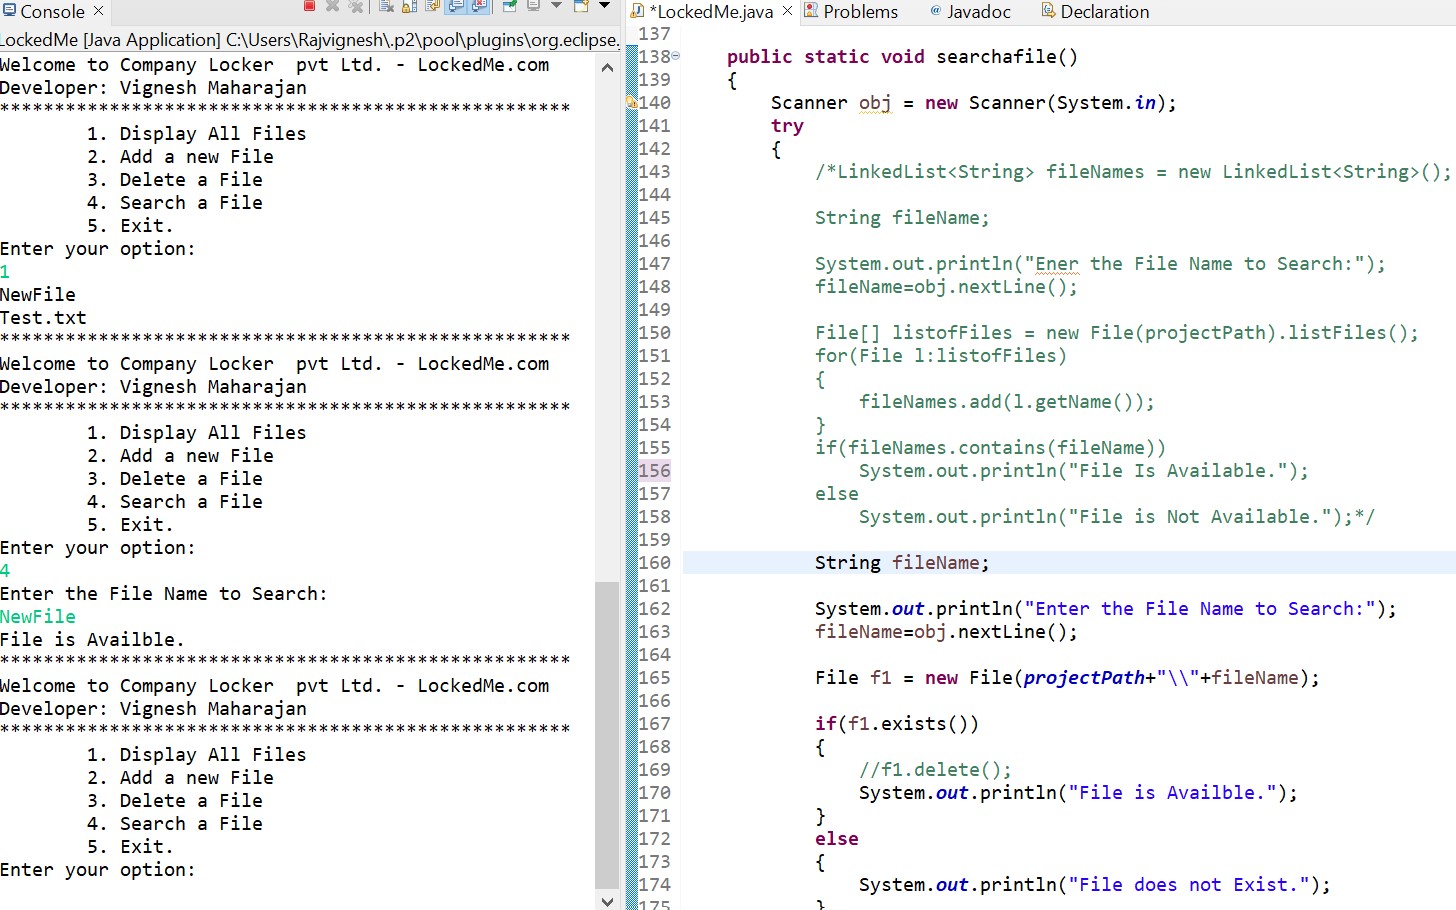 Console
LockedMe [Java Application] C:\Users\Rajvignesh\.p2\pool\plugins\org.eclipse.
Welcome to Company Locker  pvt Ltd. - LockedMe.com
Developer: Vignesh Maharajan
****************************************************
        1. Display All Files
        2. Add a new File
        3. Delete a File
        4. Search a File
        5. Exit.
Enter your option:
1
NewFile
Test.txt
****************************************************
Welcome to Company Locker  pvt Ltd. - LockedMe.com
Developer: Vignesh Maharajan
****************************************************
        1. Display All Files
        2. Add a new File
        3. Delete a File
        4. Search a File
        5. Exit.
Enter your option:
4
Enter the File Name to Search:
NewFile
File is Availble.
****************************************************
Welcome to Company Locker  pvt Ltd. - LockedMe.com
Developer: Vignesh Maharajan
****************************************************
        1. Display All Files
        2. Add a new File
        3. Delete a File
        4. Search a File
        5. Exit.
Enter your option:
*LockedMe.java Problems @ Javadoc Declaration
137
138    public static void searchafile()
139    {
140        Scanner obj = new Scanner(System.in);
141        try
142        {
143            /*LinkedList<String> fileNames = new LinkedList<String>();
144
145            String fileName;
146
147            System.out.println("Ener the File Name to Search:");
148            fileName=obj.nextLine();
149
150            File[] listofFiles = new File(projectPath).listFiles();
151            for(File l:listofFiles)
152            {
153                fileNames.add(l.getName());
154            }
155            if(fileNames.contains(fileName))
156                System.out.println("File Is Available.");
157            else
158                System.out.println("File is Not Available.");*/
159
160            String fileName;
161
162            System.out.println("Enter the File Name to Search:");
163            fileName=obj.nextLine();
164
165            File f1 = new File(projectPath+"\\"+fileName);
166
167            if(f1.exists())
168            {
169                //f1.delete();
170                System.out.println("File is Availble.");
171            }
172            else
173            {
174                System.out.println("File does not Exist.");
175            }